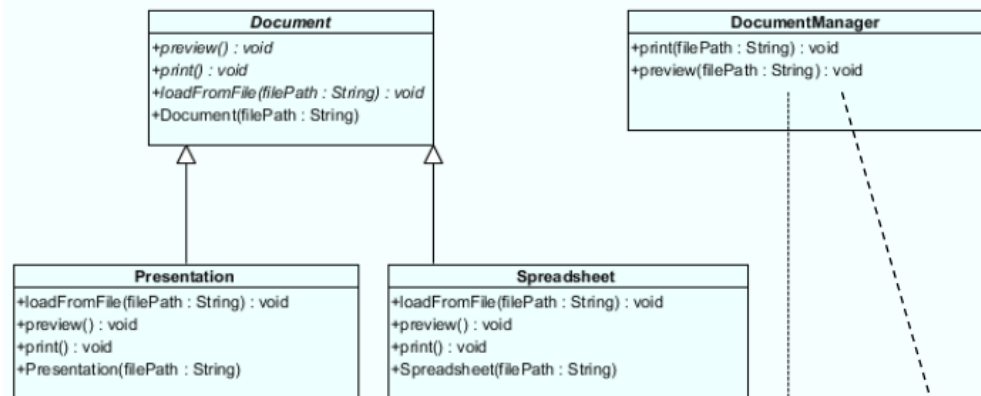 Document
+preview() : void
+print() : void
+loadFromFile(filePath : String) : void
+Document(filePath : String)
DocumentManager
+print(filePath : String) : void
+preview(filePath : String) : void
Presentation
+loadFromFile(filePath : String) : void
+preview() : void
+print() : void
+Presentation(filePath : String)
Spreadsheet
+loadFromFile(filePath : String) : void
+preview() : void
+print() : void
+Spreadsheet(filePath : String)